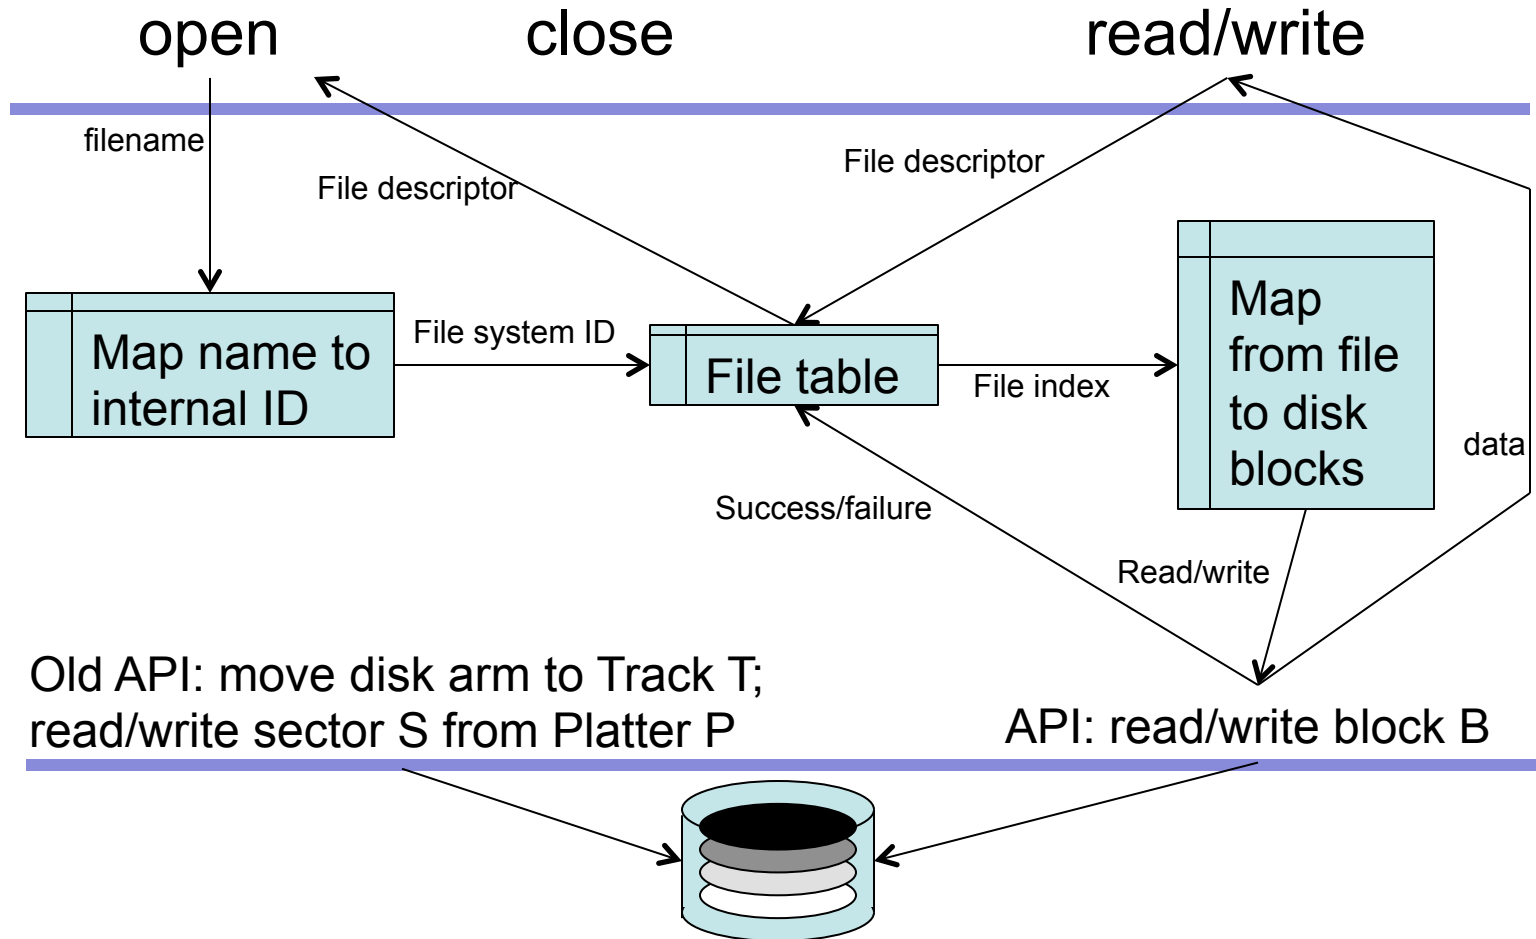 open
close
read/write
filename
File descriptor
File descriptor
Map name to
internal ID
File system ID
File table
File index
Map
from file
to disk
blocks
data
Success/failure
Read/write
Old API: move disk arm to Track T;
read/write sector S from Platter P
API: read/write block B